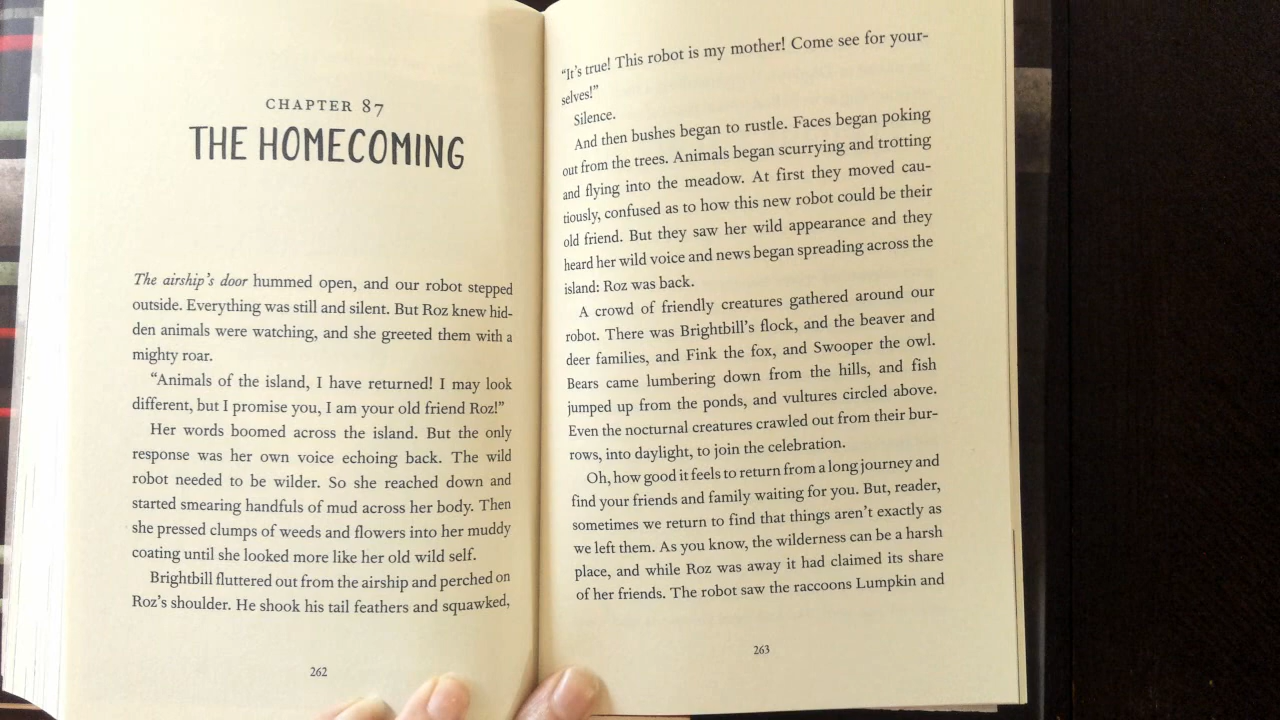 CHAPTER 87
THE HOMECOMING
The airship's door hummed open, and our robot stepped
outside. Everything was still and silent. But Roz knew hid-
den animals were watching, and she greeted them with a
mighty roar.
“Animals of the island, I have returned! I may look
different, but I promise you, I am your old friend Roz!”
Her words boomed across the island. But the only
response was her own voice echoing back. The wild
robot needed to be wilder. So she reached down and
started smearing handfuls of mud across her body. Then
she pressed clumps of weeds and flowers into her muddy
coating until she looked more like her old wild self.
Brightbill fluttered out from the airship and perched on
Roz's shoulder. He shook his tail feathers and squawked,
262
“It's true! This robot is my mother! Come see for your-
selves!”
Silence.
And then bushes began to rustle. Faces began poking
out from the trees. Animals began scurrying and trotting
and flying into the meadow. At first they moved cau-
tiously, confused as to how this new robot could be their
old friend. But they saw her wild appearance and they
heard her wild voice and news began spreading across the
island: Roz was back.
A crowd of friendly creatures gathered around our
robot. There was Brightbill's flock, and the beaver and
deer families, and Fink the fox, and Swooper the owl.
Bears came lumbering down from the hills, and fish
jumped up from the ponds, and vultures circled above.
Even the nocturnal creatures crawled out from their bur-
rows, into daylight, to join the celebration.
Oh, how good it feels to return from a long journey and
find your friends and family waiting for you. But, reader,
sometimes we return to find that things aren't exactly as
we left them. As you know, the wilderness can be a harsh
place, and while Roz was away it had claimed its share
of her friends. The robot saw the raccoons Lumpkin and
263